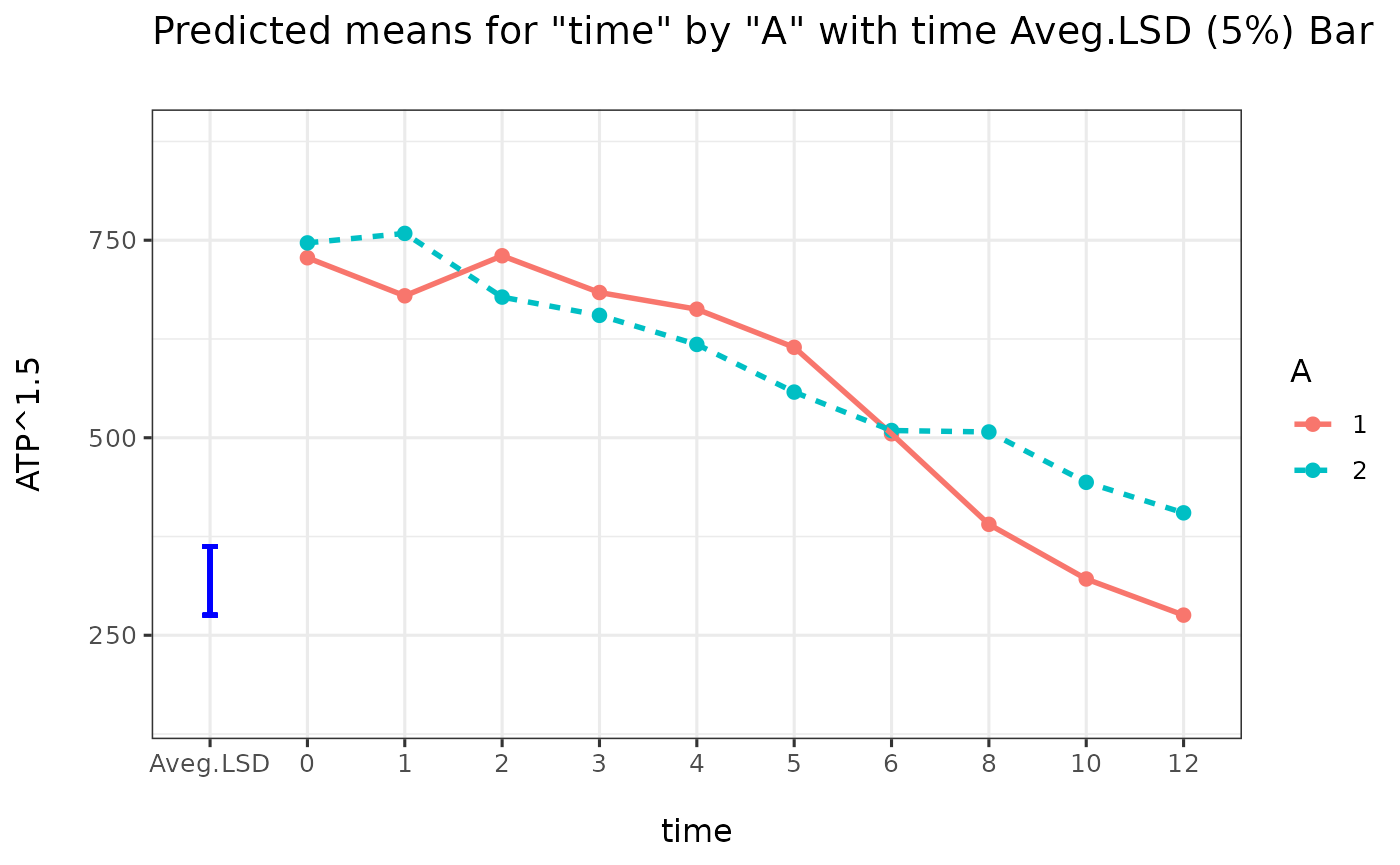 Predicted means for "time" by "A" with time Aveg.LSD (5%) Bar
ATP^1.5
750
500
250
Aveg.LSD 0 1 2 3 4 5 6 8 10 12
time
A
1
2